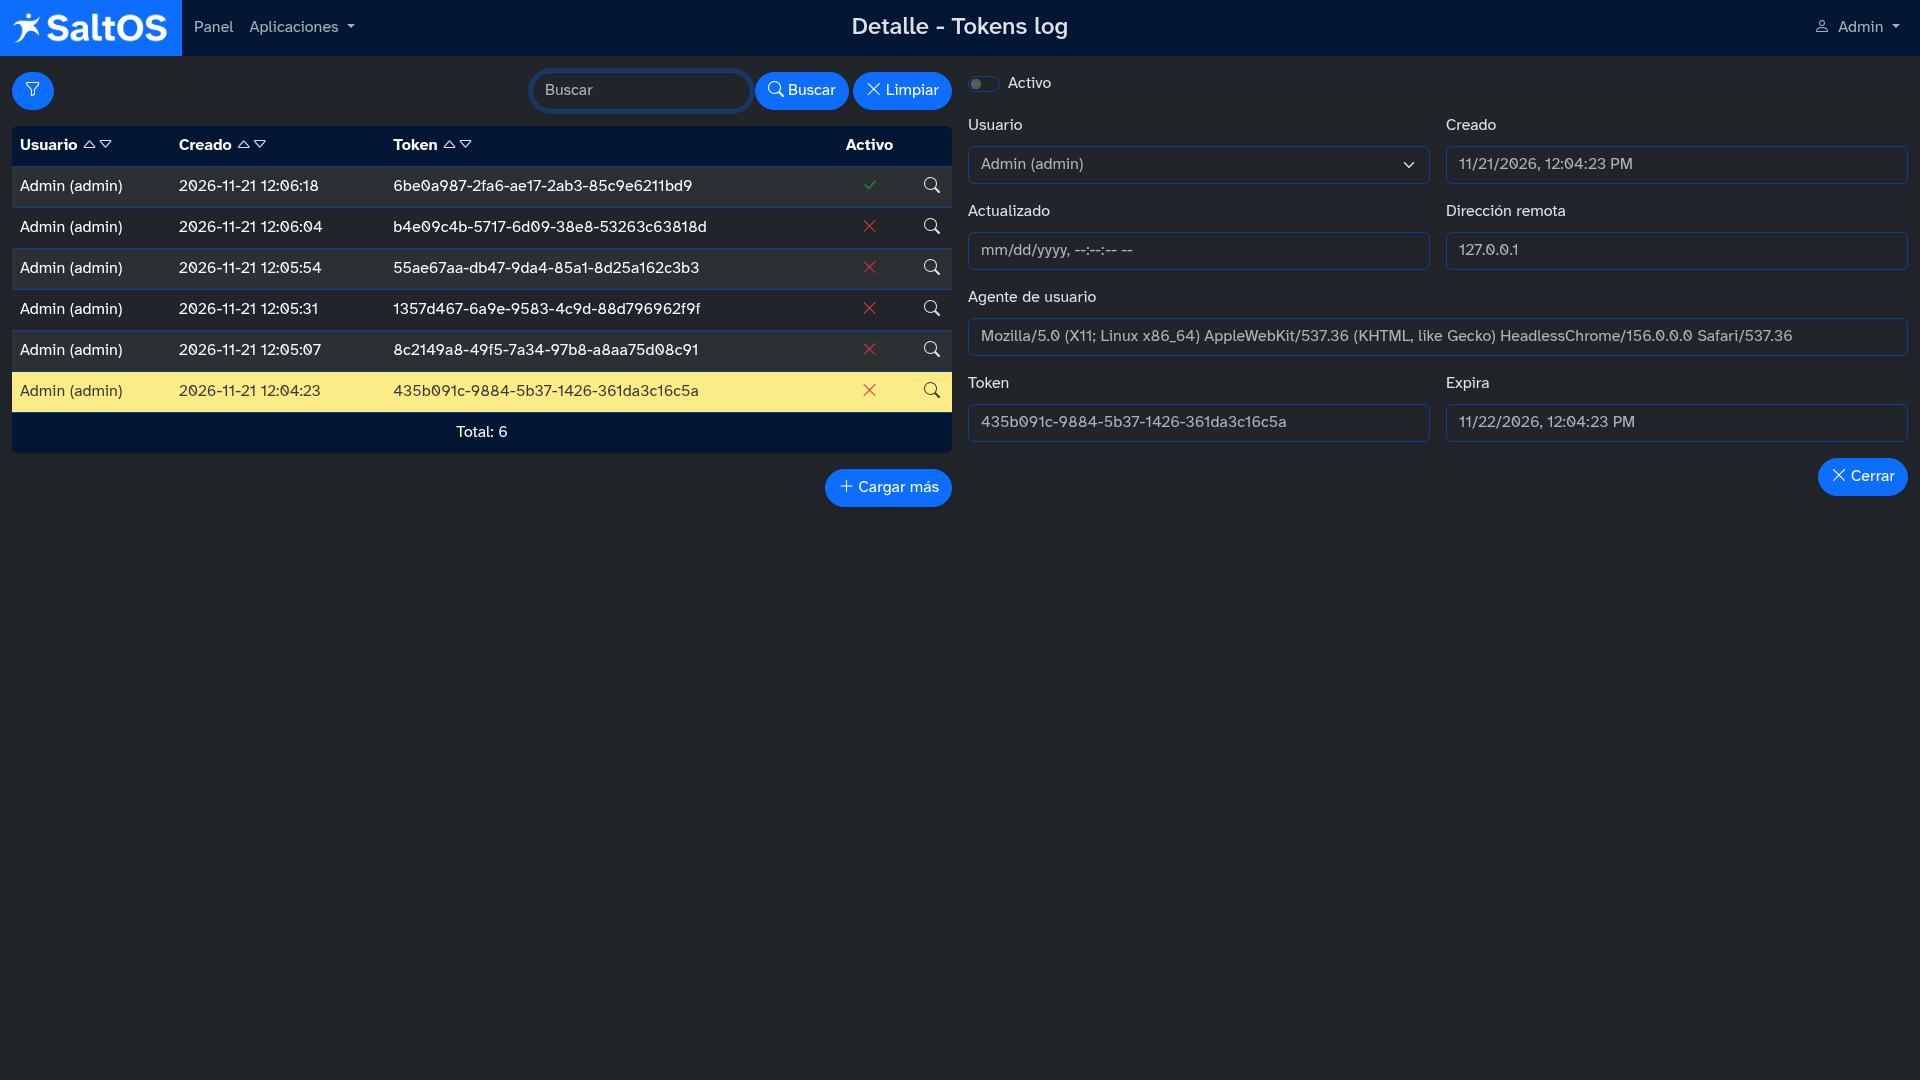 SaltOS Panel Aplicaciones Detalle - Tokens log Admin
Buscar Buscar Limpiar
Usuario Creado Token Activo
Admin (admin) 2026-11-21 12:06:18 6be0a987-2fa6-ae17-2ab3-85c9e6211bd9
Admin (admin) 2026-11-21 12:06:04 b4e09c4b-5717-6d09-38e8-53263c63818d
Admin (admin) 2026-11-21 12:05:54 55ae67aa-db47-9da4-85a1-8d25a162c3b3
Admin (admin) 2026-11-21 12:05:31 1357d467-6a9e-9583-4c9d-88d796962f9f
Admin (admin) 2026-11-21 12:05:07 8c2149a8-49f5-7a34-97b8-a8aa75d08c91
Admin (admin) 2026-11-21 12:04:23 435b091c-9884-5b37-1426-361da3c16c5a
Total: 6
Cargar más
Activo
Usuario Creado
Admin (admin) 11/21/2026, 12:04:23 PM
Actualizado Dirección remota
mm/dd/yyyy, --:--:-- -- 127.0.0.1
Agente de usuario
Mozilla/5.0 (X11; Linux x86_64) AppleWebKit/537.36 (KHTML, like Gecko) HeadlessChrome/156.0.0.0 Safari/537.36
Token Expira
435b091c-9884-5b37-1426-361da3c16c5a 11/22/2026, 12:04:23 PM
Cerrar